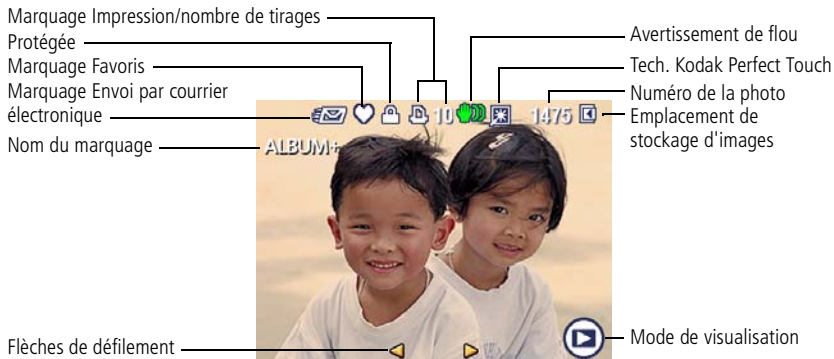 Marquage Impression/nombre de tirages
Protégée
Marquage Favoris
Marquage Envoi par courrier
électronique
Nom du marquage
Flèches de défilement
Avertissement de flou
Tech. Kodak Perfect Touch
Numéro de la photo
Emplacement de
stockage d'images
Mode de visualisation
10 1475
ALBUM+